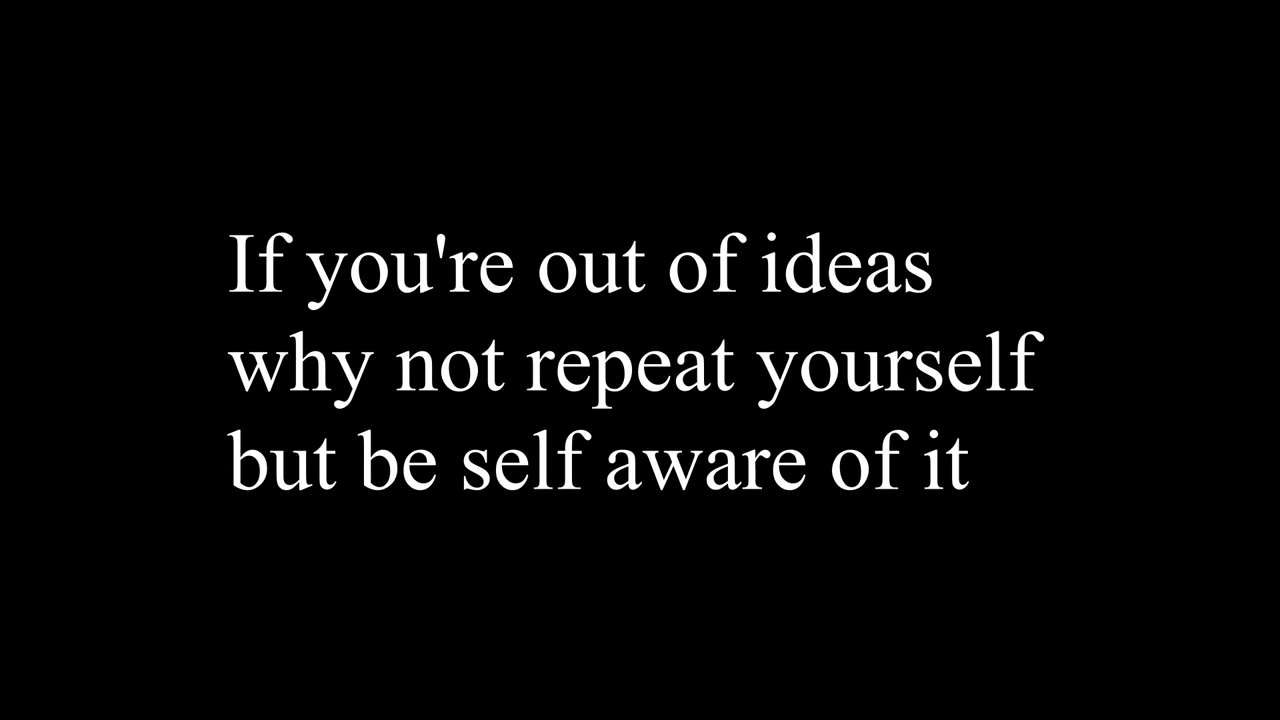 If you're out of ideas
why not repeat yourself
but be self aware of it